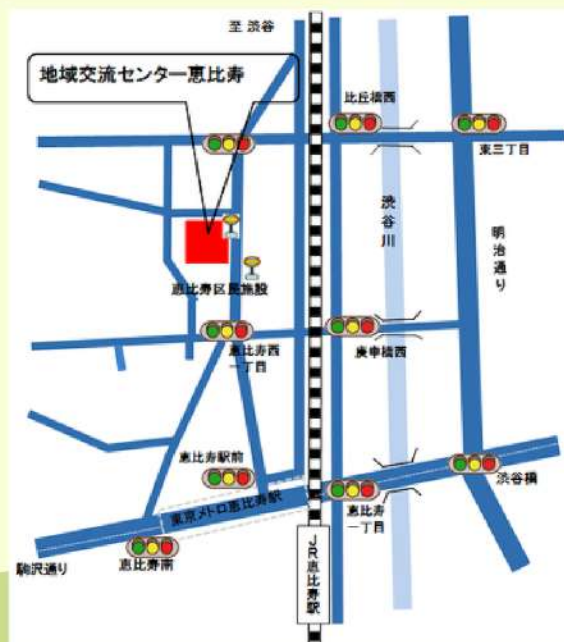 至 渋谷
地域交流センター恵比寿
比丘橋西
東三丁目
渋谷川
明治通り
恵比寿区民施設
恵比寿西
一丁目
庚申橋西
恵比寿駅前
渋谷橋
東京メトロ恵比寿駅
恵比寿
一丁目
駒沢通り
恵比寿南
JR恵比寿駅